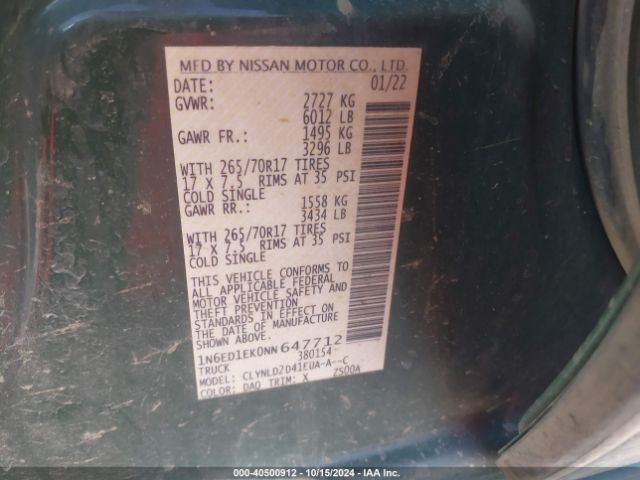 MFD BY NISSAN MOTOR CO., LTD.
DATE: 01/22
GVWR: 2727 KG
6012 LB
GAWR FR.: 1495 KG
3296 LB
WITH 265/70R17 TIRES
17 X 7.5 RIMS AT 35 PSI
COLD SINGLE
GAWR RR.: 1558 KG
3434 LB
WITH 265/70R17 TIRES
17 X 7.5 RIMS AT 35 PSI
COLD SINGLE
THIS VEHICLE CONFORMS TO
ALL APPLICABLE FEDERAL
MOTOR VEHICLE SAFETY AND
THEFT PREVENTION
STANDARDS IN EFFECT ON
THE DATE OF MANUFACTURE
SHOWN ABOVE.
1N6ED1EK0NN647712
TRUCK 380154
MODEL: CLYNLD2D41EUA-A--C
COLOR: DAQ TRIM: X ZS00A
000-40500912 - 10/15/2024 - IAA Inc.